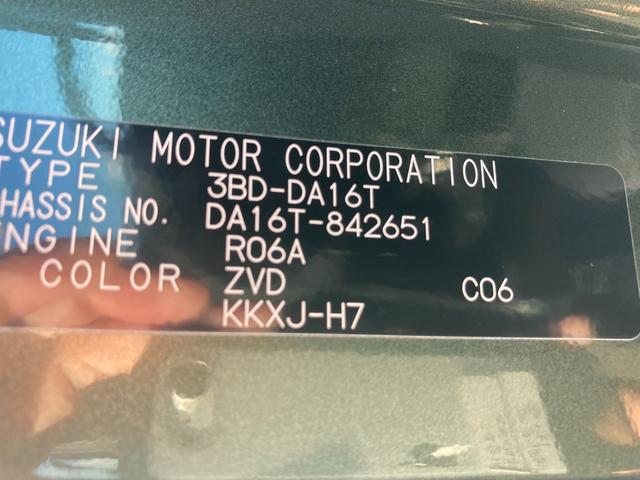 SUZUKI MOTOR CORPORATION
TYPE 3BD-DA16T
CHASSIS NO. DA16T-842651
ENGINE R06A
COLOR ZVD C06
KKXJ-H7